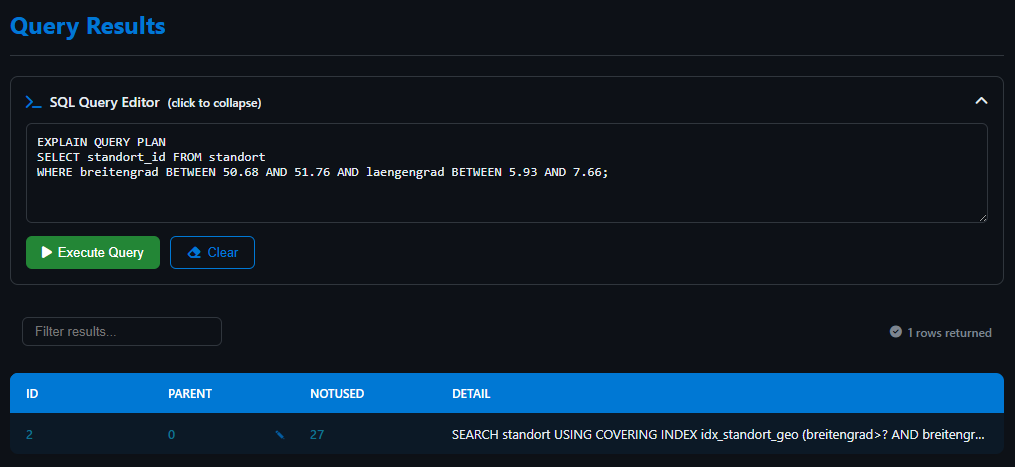 Query Results
SQL Query Editor (click to collapse)
EXPLAIN QUERY PLAN
SELECT standort_id FROM standort
WHERE breitengrad BETWEEN 50.68 AND 51.76 AND laengengrad BETWEEN 5.93 AND 7.66;
Execute Query Clear
Filter results... 1 rows returned
ID PARENT NOTUSED DETAIL
2 0 27 SEARCH standort USING COVERING INDEX idx_standort_geo (breitengrad>? AND breitengr...